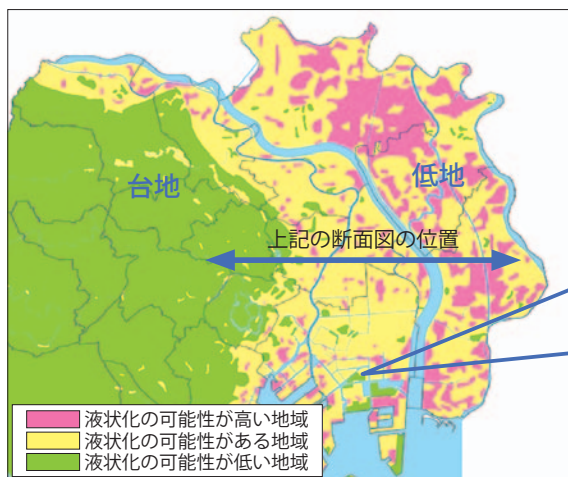 台地
低地
上記の断面図の位置
液状化の可能性が高い地域
液状化の可能性がある地域
液状化の可能性が低い地域